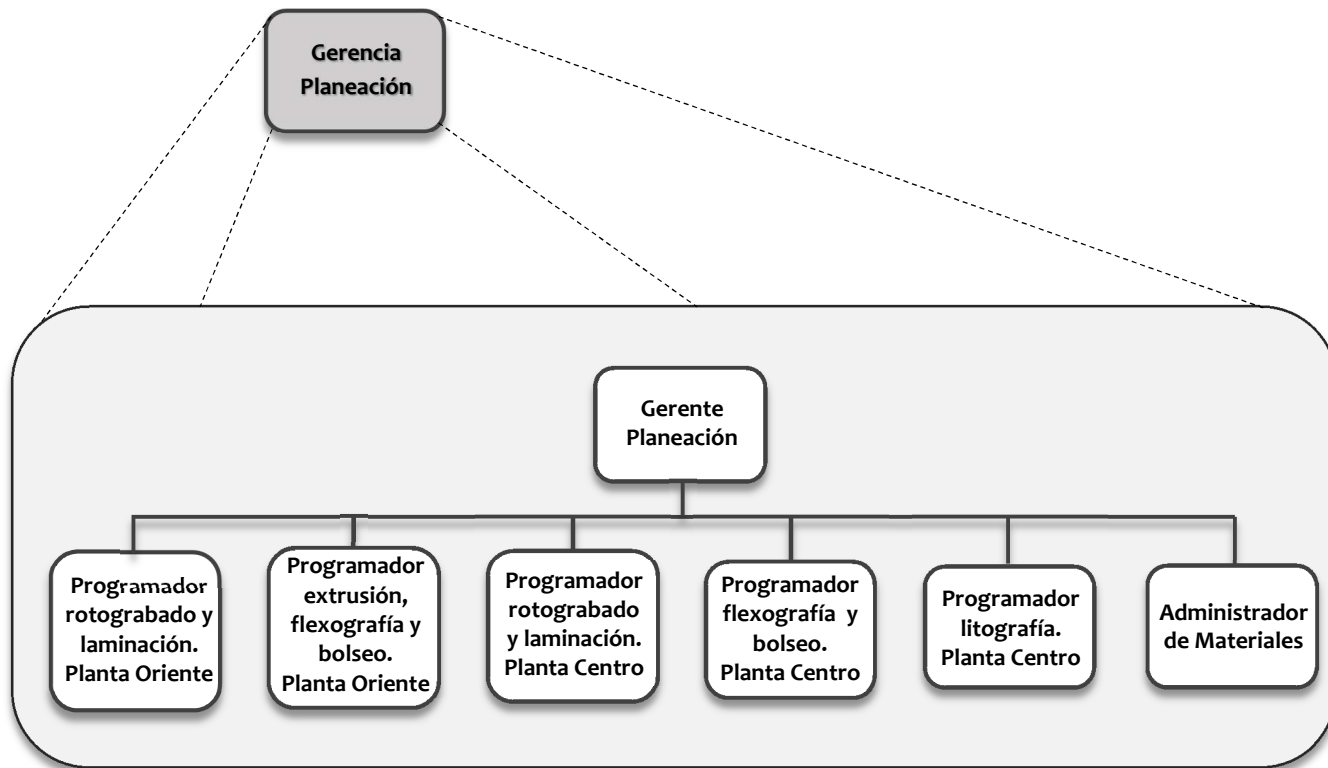 Gerencia
Planeación
Gerente
Planeación
Programador
rotograbado y
laminación.
Planta Oriente
Programador
extrusión,
flexografía y
bolseo.
Planta Oriente
Programador
rotograbado
y laminación.
Planta Centro
Programador
flexografía y
bolseo.
Planta Centro
Programador
litografía.
Planta Centro
Administrador
de Materiales